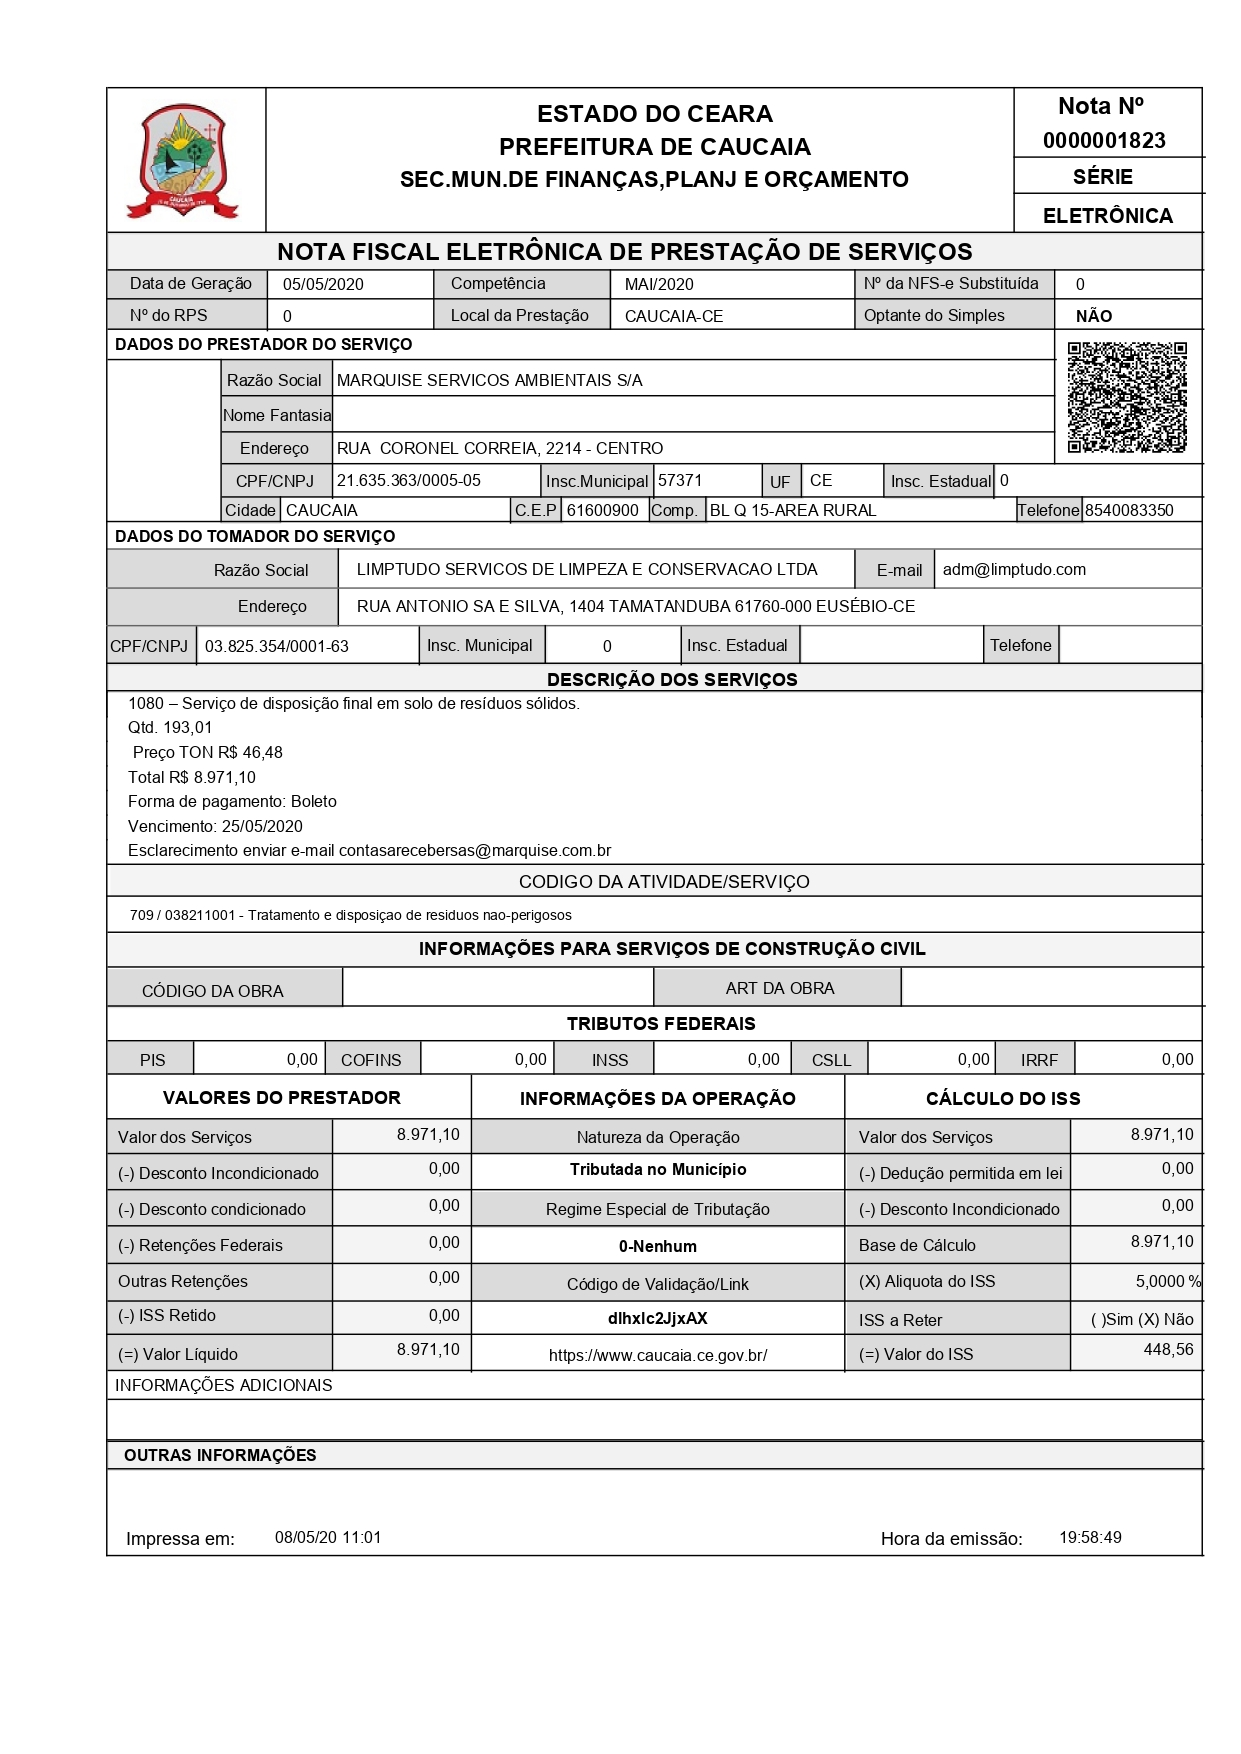 ESTADO DO CEARA
PREFEITURA DE CAUCAIA
SEC.MUN.DE FINANÇAS,PLANJ E ORÇAMENTO
Nota Nº
0000001823
SÉRIE
ELETRÔNICA
CAUCAIA
NOTA FISCAL ELETRÔNICA DE PRESTAÇÃO DE SERVIÇOS
Data de Geração 05/05/2020 Competência MAI/2020 Nº da NFS-e Substituída 0
Nº do RPS 0 Local da Prestação CAUCAIA-CE Optante do Simples NÃO
DADOS DO PRESTADOR DO SERVIÇO
Razão Social MARQUISE SERVICOS AMBIENTAIS S/A
Nome Fantasia
Endereço RUA CORONEL CORREIA, 2214 - CENTRO
CPF/CNPJ 21.635.363/0005-05 Insc.Municipal 57371 UF CE Insc. Estadual 0
Cidade CAUCAIA C.E.P 61600900 Comp. BL Q 15-AREA RURAL Telefone 8540083350
DADOS DO TOMADOR DO SERVIÇO
Razão Social LIMPTUDO SERVICOS DE LIMPEZA E CONSERVACAO LTDA E-mail adm@limptudo.com
Endereço RUA ANTONIO SA E SILVA, 1404 TAMATANDUBA 61760-000 EUSÉBIO-CE
CPF/CNPJ 03.825.354/0001-63 Insc. Municipal 0 Insc. Estadual Telefone
DESCRIÇÃO DOS SERVIÇOS
1080 – Serviço de disposição final em solo de resíduos sólidos.
Qtd. 193,01
Preço TON R$ 46,48
Total R$ 8.971,10
Forma de pagamento: Boleto
Vencimento: 25/05/2020
Esclarecimento enviar e-mail contasarecebersas@marquise.com.br
CODIGO DA ATIVIDADE/SERVIÇO
709 / 038211001 - Tratamento e disposiçao de residuos nao-perigosos
INFORMAÇÕES PARA SERVIÇOS DE CONSTRUÇÃO CIVIL
CÓDIGO DA OBRA ART DA OBRA
TRIBUTOS FEDERAIS
PIS 0,00 COFINS 0,00 INSS 0,00 CSLL 0,00 IRRF 0,00
VALORES DO PRESTADOR INFORMAÇÕES DA OPERAÇÃO CÁLCULO DO ISS
Valor dos Serviços 8.971,10 Natureza da Operação Valor dos Serviços 8.971,10
(-) Desconto Incondicionado 0,00 Tributada no Município (-) Dedução permitida em lei 0,00
(-) Desconto condicionado 0,00 Regime Especial de Tributação (-) Desconto Incondicionado 0,00
(-) Retenções Federais 0,00 0-Nenhum Base de Cálculo 8.971,10
Outras Retenções 0,00 Código de Validação/Link (X) Aliquota do ISS 5,0000 %
(-) ISS Retido 0,00 dlhxlc2JjxAX ISS a Reter ( )Sim (X) Não
(=) Valor Líquido 8.971,10 https://www.caucaia.ce.gov.br/ (=) Valor do ISS 448,56
INFORMAÇÕES ADICIONAIS
OUTRAS INFORMAÇÕES
Impressa em: 08/05/20 11:01 Hora da emissão: 19:58:49